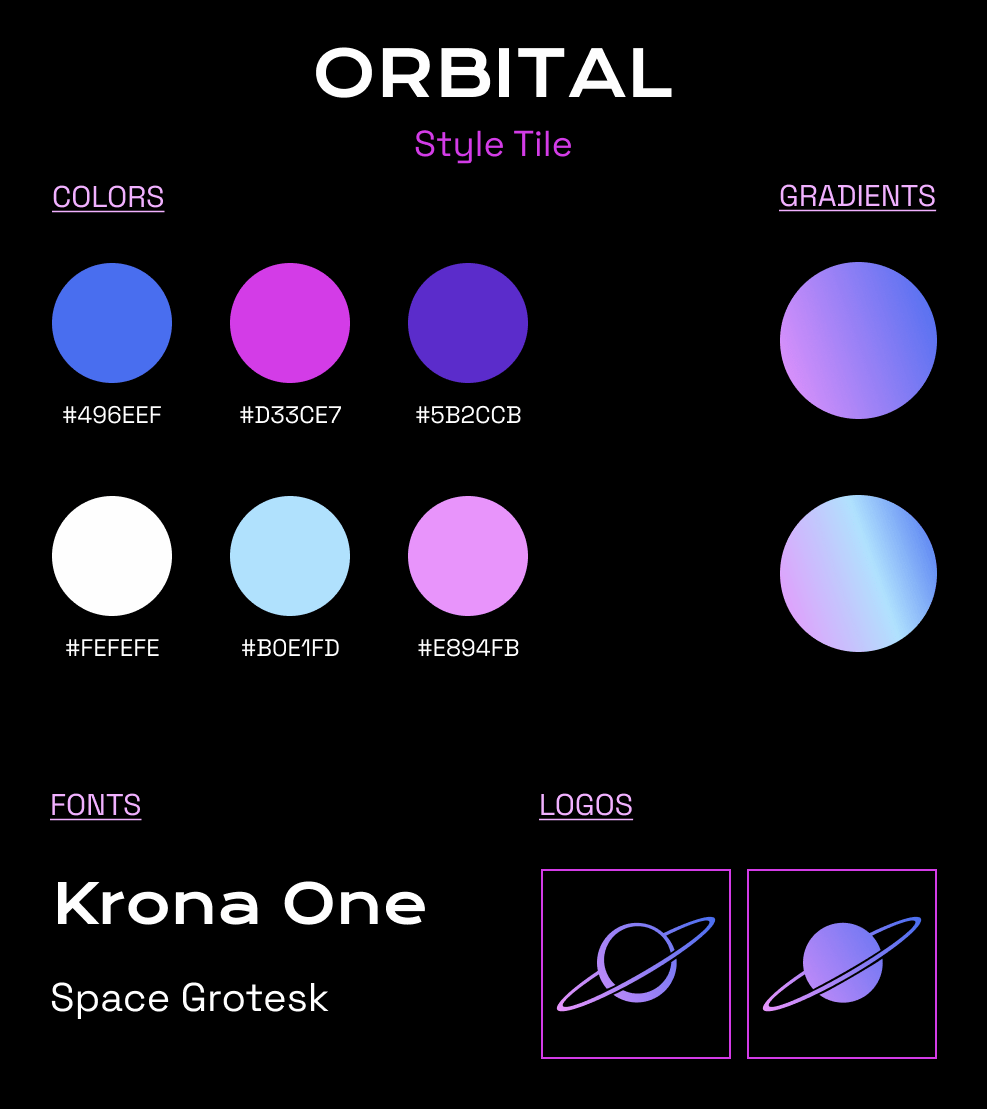 ORBITAL
Style Tile
COLORS
GRADIENTS
#496EEF
#D33CE7
#5B2CCB
#FEFEFE
#B0E1FD
#E894FB
FONTS
LOGOS
Krona One
Space Grotesk